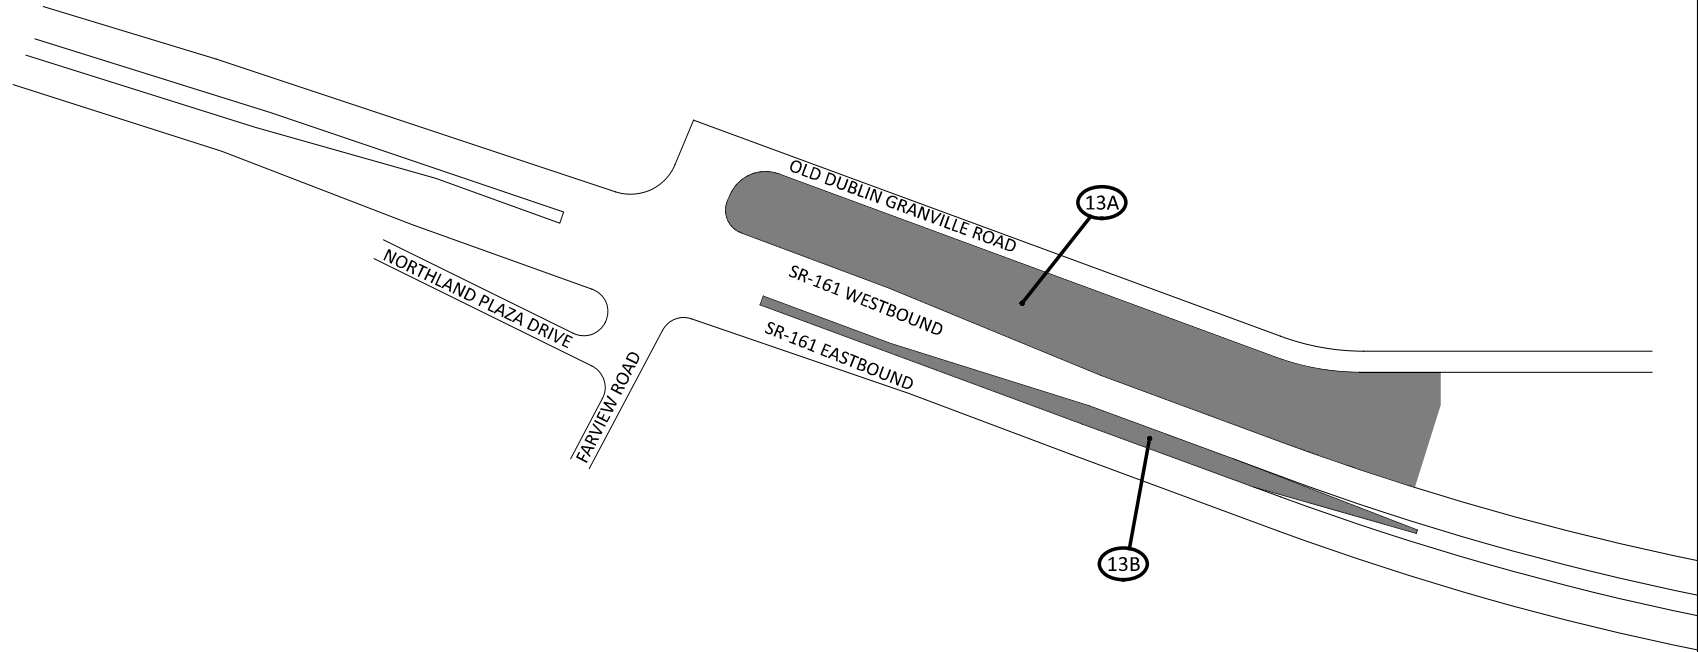 OLD DUBLIN GRANVILLE ROAD
13A
NORTHLAND PLAZA DRIVE
SR-161 WESTBOUND
SR-161 EASTBOUND
FARVIEW ROAD
13B